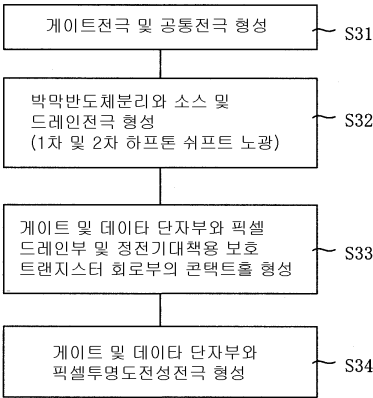 게이트전극 및 공통전극 형성
S31
박막반도체분리와 소스 및
드레인전극 형성
(1차 및 2차 하프톤 쉬프트 노광)
S32
게이트 및 데이타 단자부와 픽셀
드레인부 및 정전기대책용 보호
트랜지스터 회로부의 콘택트홀 형성
S33
게이트 및 데이타 단자부와
픽셀투명도전성전극 형성
S34